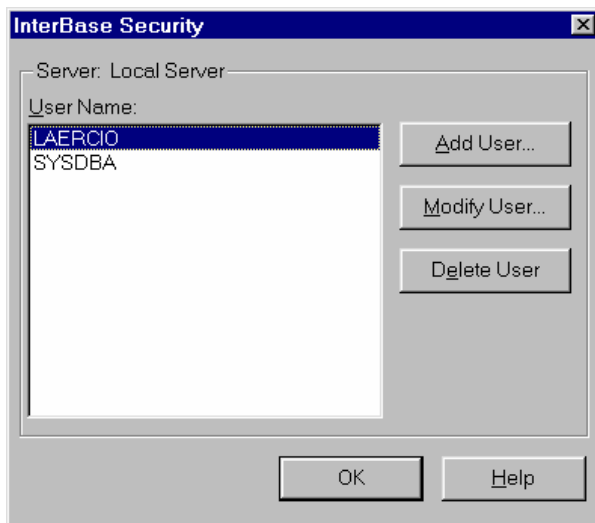 InterBase Security
Server: Local Server
User Name:
LAERCIO
SYSDBA
Add User...
Modify User...
Delete User
OK
Help